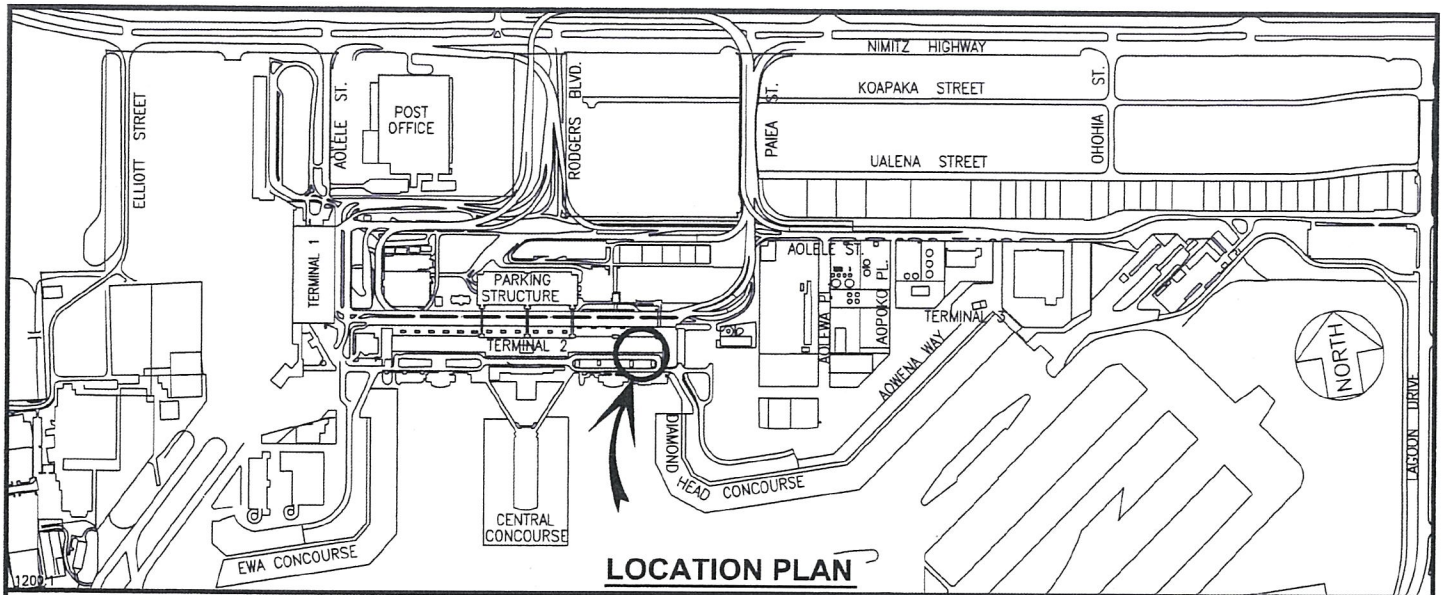 NIMITZ HIGHWAY
KOAPAKA STREET
UALENA STREET
ELLIOTT STREET
AOLELE ST.
POST
OFFICE
RODGERS BLVD.
PAIEA ST.
OHOHIA ST.
TERMINAL 1
PARKING
STRUCTURE
TERMINAL 2
AOLELE ST.
AOLEWA PL.
AOPOKO PL.
TERMINAL 3
AOWENA WAY
NORTH
LAGOON DRIVE
DIAMOND HEAD CONCOURSE
CENTRAL
CONCOURSE
EWA CONCOURSE
LOCATION PLAN